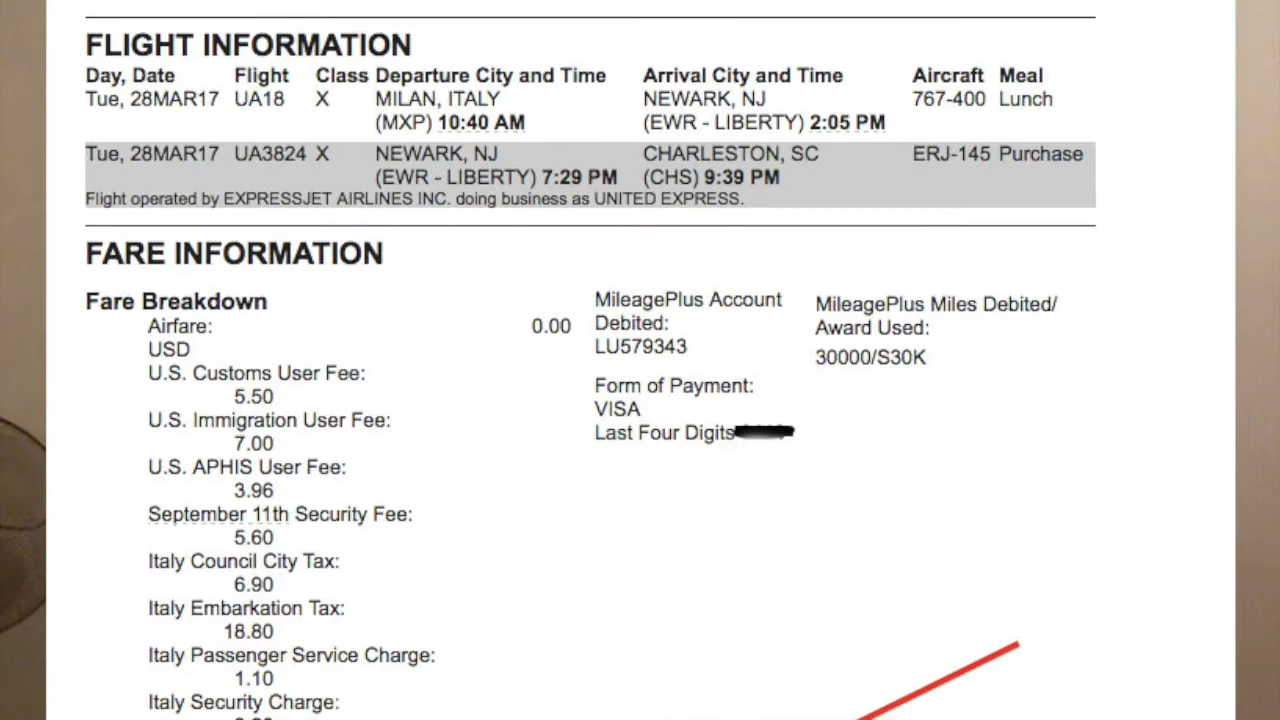 FLIGHT INFORMATION
Day, Date Flight Class Departure City and Time Arrival City and Time Aircraft Meal
Tue, 28MAR17 UA18 X MILAN, ITALY NEWARK, NJ 767-400 Lunch
(MXP) 10:40 AM (EWR - LIBERTY) 2:05 PM
Tue, 28MAR17 UA3824 X NEWARK, NJ CHARLESTON, SC ERJ-145 Purchase
(EWR - LIBERTY) 7:29 PM (CHS) 9:39 PM
Flight operated by EXPRESSJET AIRLINES INC. doing business as UNITED EXPRESS.
FARE INFORMATION
Fare Breakdown
Airfare: 0.00
USD
U.S. Customs User Fee:
5.50
U.S. Immigration User Fee:
7.00
U.S. APHIS User Fee:
3.96
September 11th Security Fee:
5.60
Italy Council City Tax:
6.90
Italy Embarkation Tax:
18.80
Italy Passenger Service Charge:
1.10
Italy Security Charge:
MileagePlus Account
Debited:
LU579343
Form of Payment:
VISA
Last Four Digits
MileagePlus Miles Debited/
Award Used:
30000/S30K